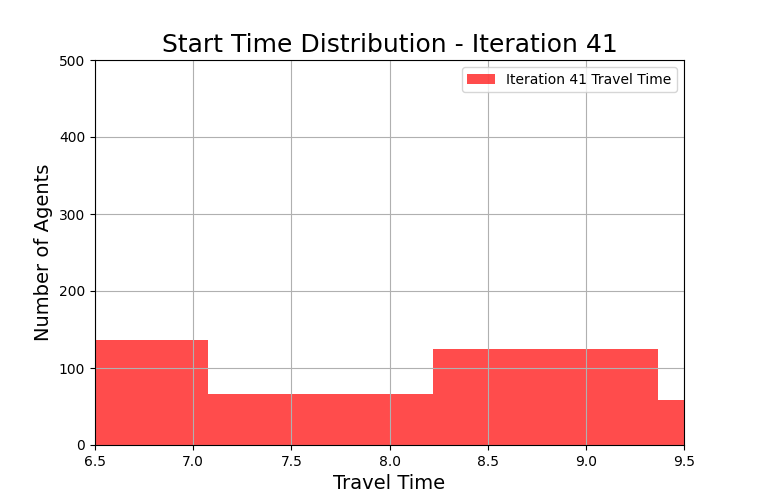 Start Time Distribution - Iteration 41
Iteration 41 Travel Time
Number of Agents
500
400
300
200
100
0
6.5 7.0 7.5 8.0 8.5 9.0 9.5
Travel Time